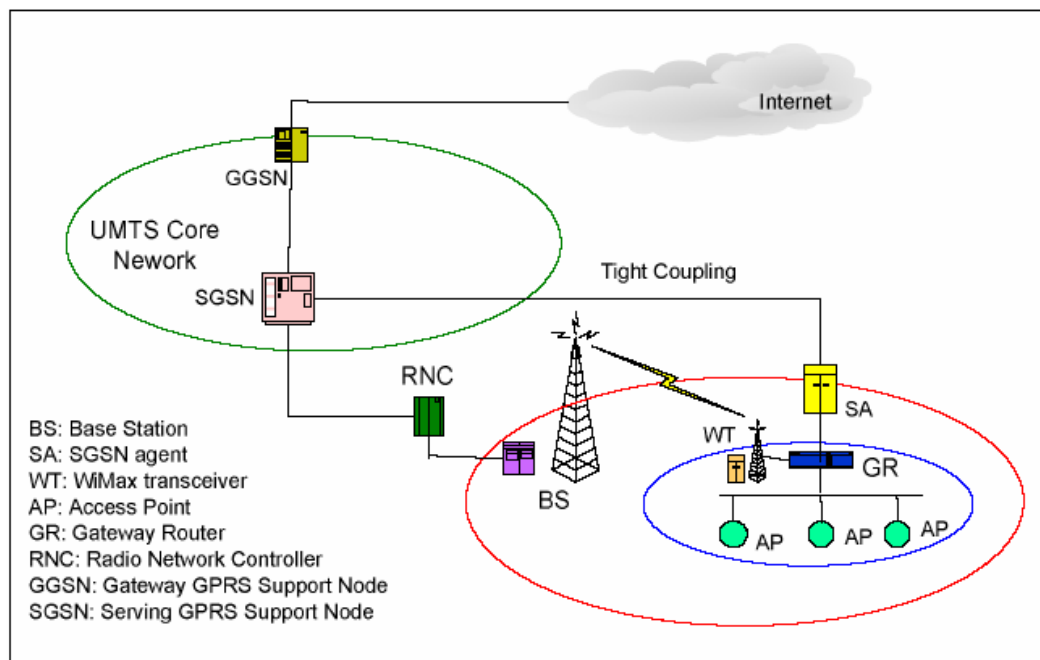 Internet
GGSN
UMTS Core
Nework
SGSN
Tight Coupling
RNC
SA
WT
GR
BS
AP
AP
AP
BS: Base Station
SA: SGSN agent
WT: WiMax transceiver
AP: Access Point
GR: Gateway Router
RNC: Radio Network Controller
GGSN: Gateway GPRS Support Node
SGSN: Serving GPRS Support Node